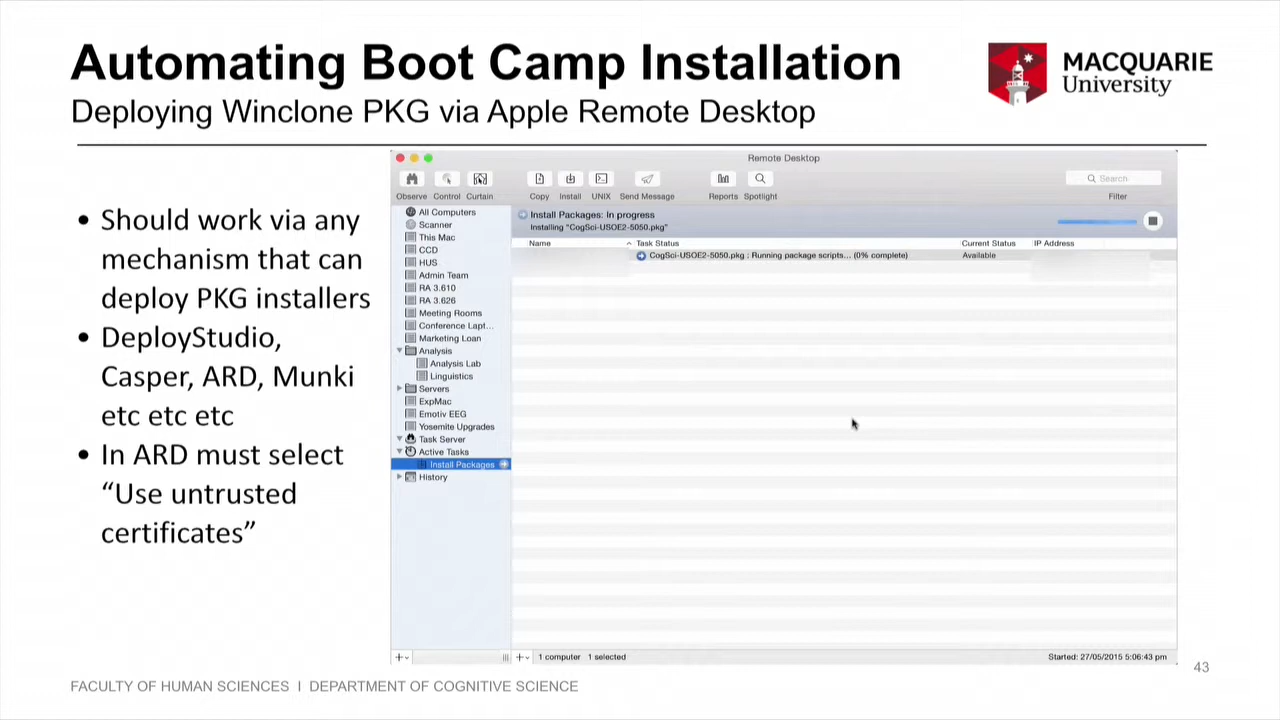 Automating Boot Camp Installation
Deploying Winclone PKG via Apple Remote Desktop
MACQUARIE
University
• Should work via any
mechanism that can
deploy PKG installers
• DeployStudio,
Casper, ARD, Munki
etc etc etc
• In ARD must select
“Use untrusted
certificates”
Remote Desktop
Observe Control Curtain Copy Install UNIX Send Message Reports Spotlight
Search
Filter
All Computers
Scanner
This Mac
CCD
HUS
Admin Team
RA 3.610
RA 3.626
Meeting Rooms
Conference Lapt...
Marketing Loan
Analysis
Analysis Lab
Linguistics
Servers
ExpMac
Emotiv EEG
Yosemite Upgrades
Task Server
Active Tasks
Install Packages
History
Install Packages: In progress
Installing "CogSci-USOE2-5050.pkg"
Name Task Status Current Status IP Address
CogSci-USOE2-5050.pkg : Running package scripts... (0% complete) Available
1 computer 1 selected
Started: 27/05/2015 5:06:43 pm
43
FACULTY OF HUMAN SCIENCES I DEPARTMENT OF COGNITIVE SCIENCE